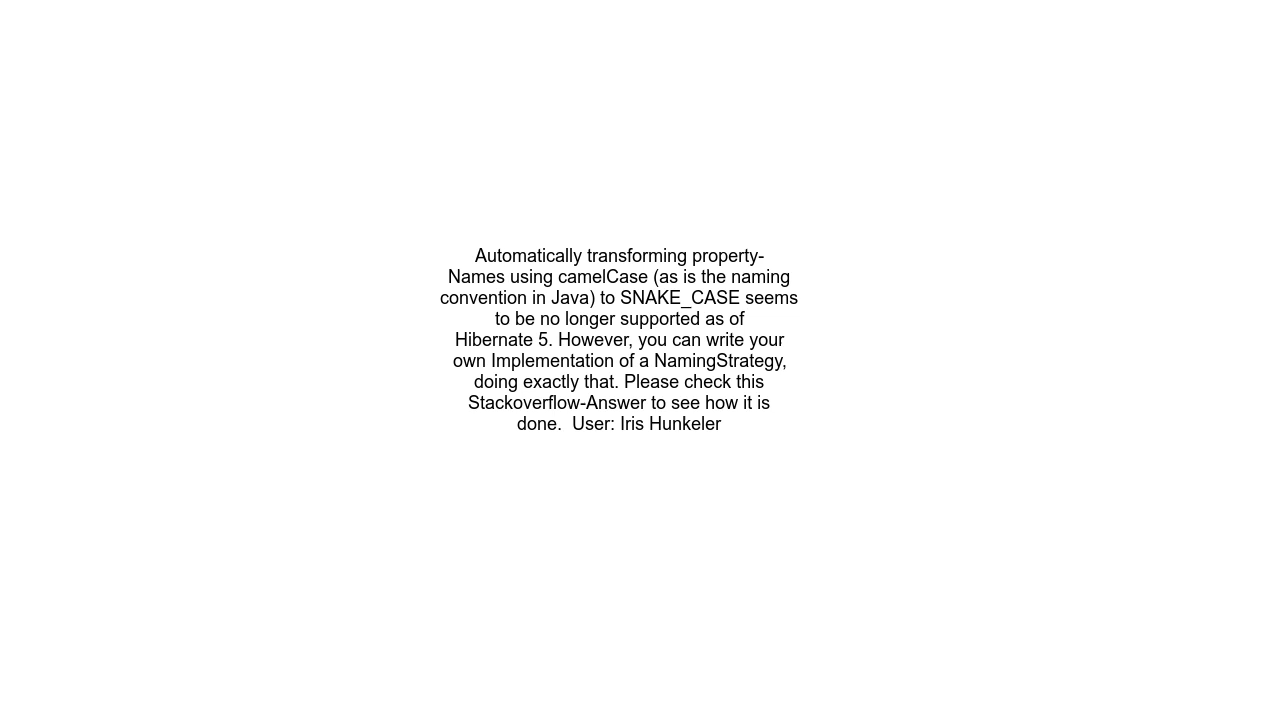 Automatically transforming property-
Names using camelCase (as is the naming
convention in Java) to SNAKE_CASE seems
to be no longer supported as of
Hibernate 5. However, you can write your
own Implementation of a NamingStrategy,
doing exactly that. Please check this
Stackoverflow-Answer to see how it is
done.  User: Iris Hunkeler